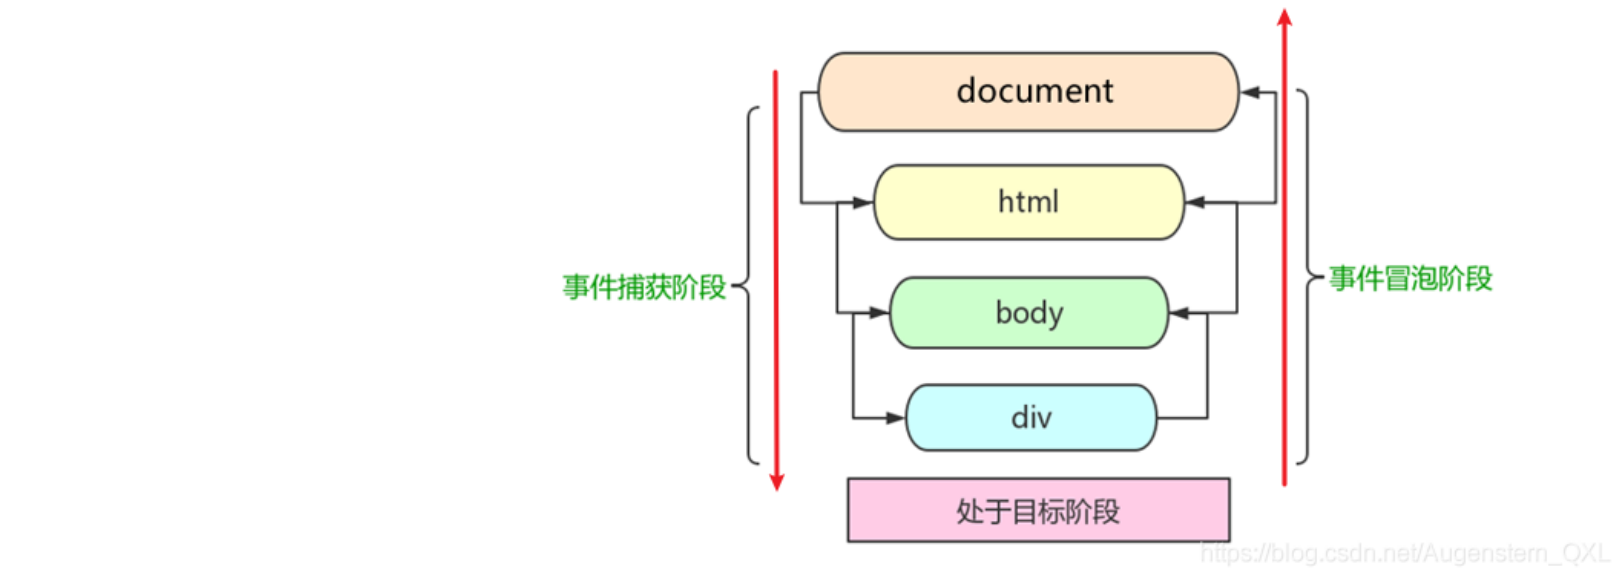 document
html
事件捕获阶段
事件冒泡阶段
body
div
处于目标阶段
https://blog.csdn.net/Augenstern_QXL